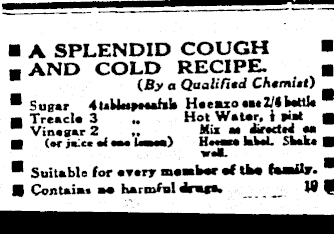 A SPLENDID COUGH
AND COLD RECIPE.
(By a Qualified Chemist)
Sugar 4 tablespoonfuls Heenzo one 2/6 bottle
Treacle 3 ,, Hot Water, ½ pint
Vinegar 2 ,, Mix as directed on
(or juice of one lemon) Heenzo label. Shake
well.
Suitable for every member of the family.
Contains no harmful drugs. 19